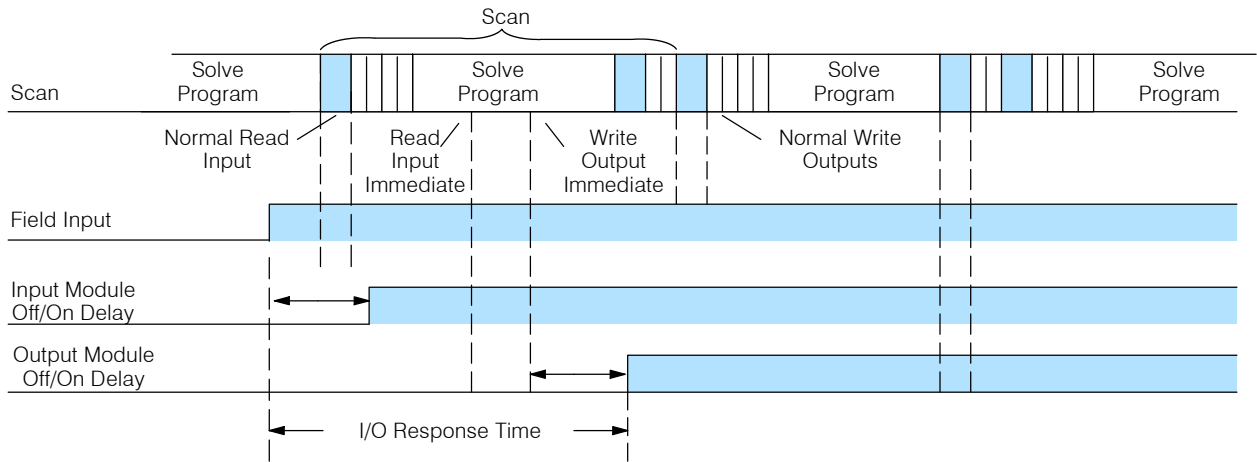 Scan
Solve
Program
Solve
Program
Solve
Program
Solve
Program
Scan
Normal Read
Input
Read
Input
Immediate
Write
Output
Immediate
Normal Write
Outputs
Field Input
Input Module
Off/On Delay
Output Module
Off/On Delay
I/O Response Time